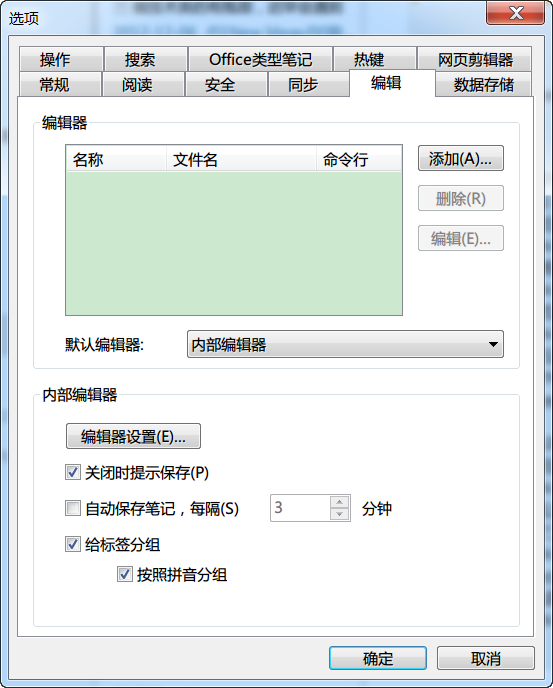 选项
操作 搜索 Office类型笔记 热键 网页剪辑器
常规 阅读 安全 同步 编辑 数据存储
编辑器
名称 文件名 命令行 添加(A)...
删除(R)
编辑(E)...
默认编辑器: 内部编辑器
内部编辑器
编辑器设置(E)...
关闭时提示保存(P)
自动保存笔记，每隔(S) 3 分钟
给标签分组
按照拼音分组
确定 取消